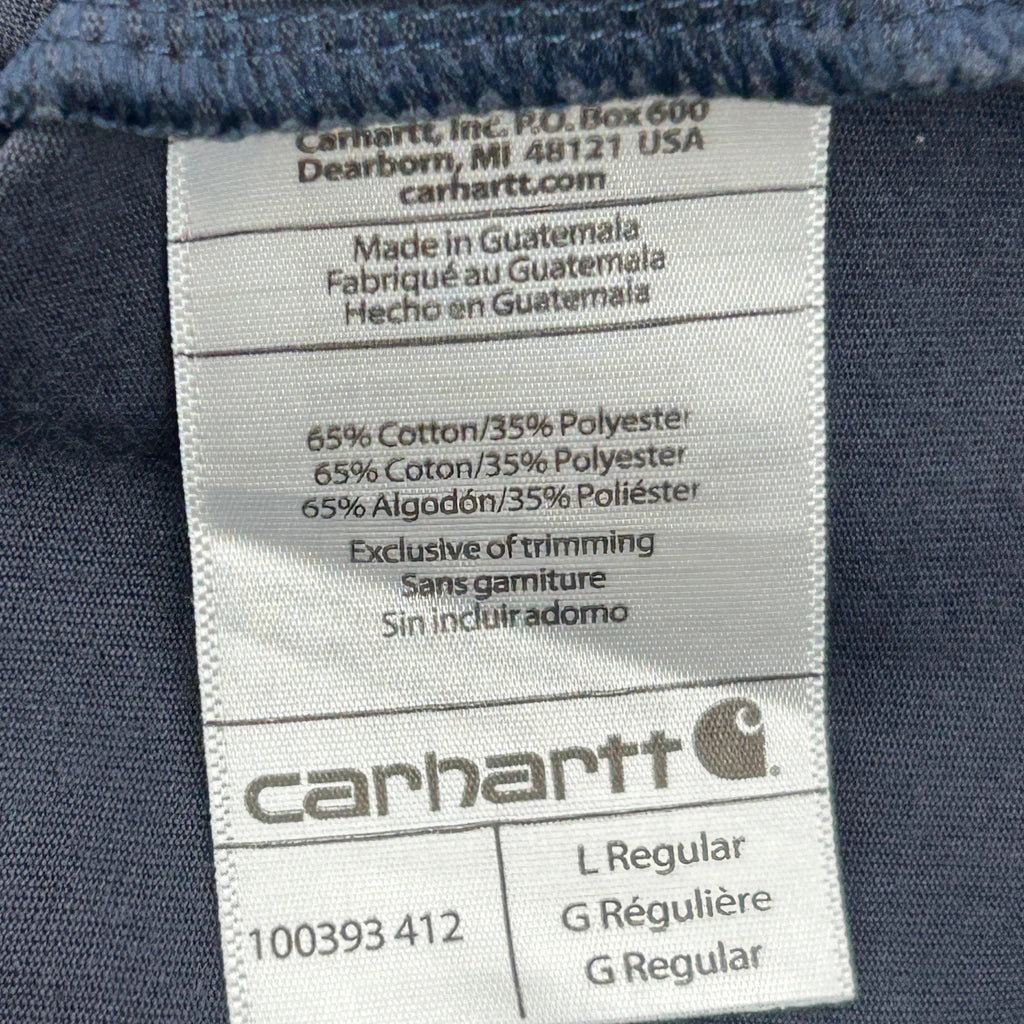 Carhartt, Inc. P.O. Box 600
Dearborn, MI 48121 USA
carhartt.com
Made in Guatemala
Fabriqué au Guatemala
Hecho en Guatemala
65% Cotton/35% Polyester
65% Coton/35% Polyester
65% Algodón/35% Poliéster
Exclusive of trimming
Sans garniture
Sin incluir adorno
carhartt
100393 412
L Regular
G Régulière
G Regular